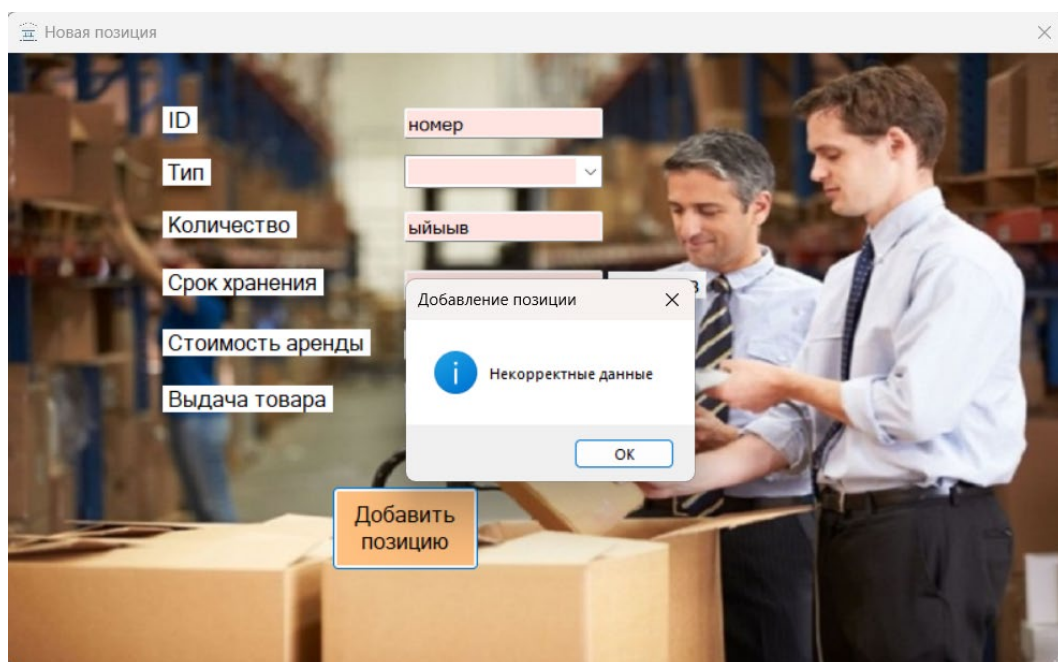 Новая позиция
ID
номер
Тип
Количество
ыйыыв
Срок хранения
Добавление позиции
Стоимость аренды
Некорректные данные
Выдача товара
ОК
Добавить
позицию